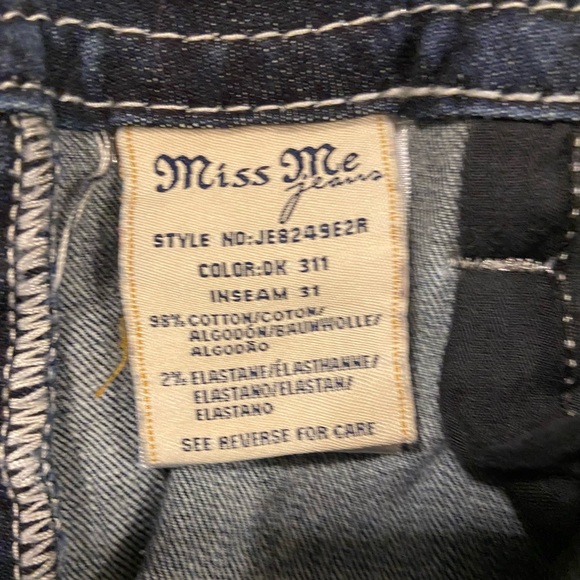 Miss Me
jeans
STYLE NO:JE8249E2R
COLOR:DK 311
INSEAM 31
98% COTTON/COTON/
ALGODÓN/BAUMWOLLE/
ALGODÃO
2% ELASTANE/ÉLASTHANNE/
ELASTANO/ELASTAN/
ELASTANO
SEE REVERSE FOR CARE